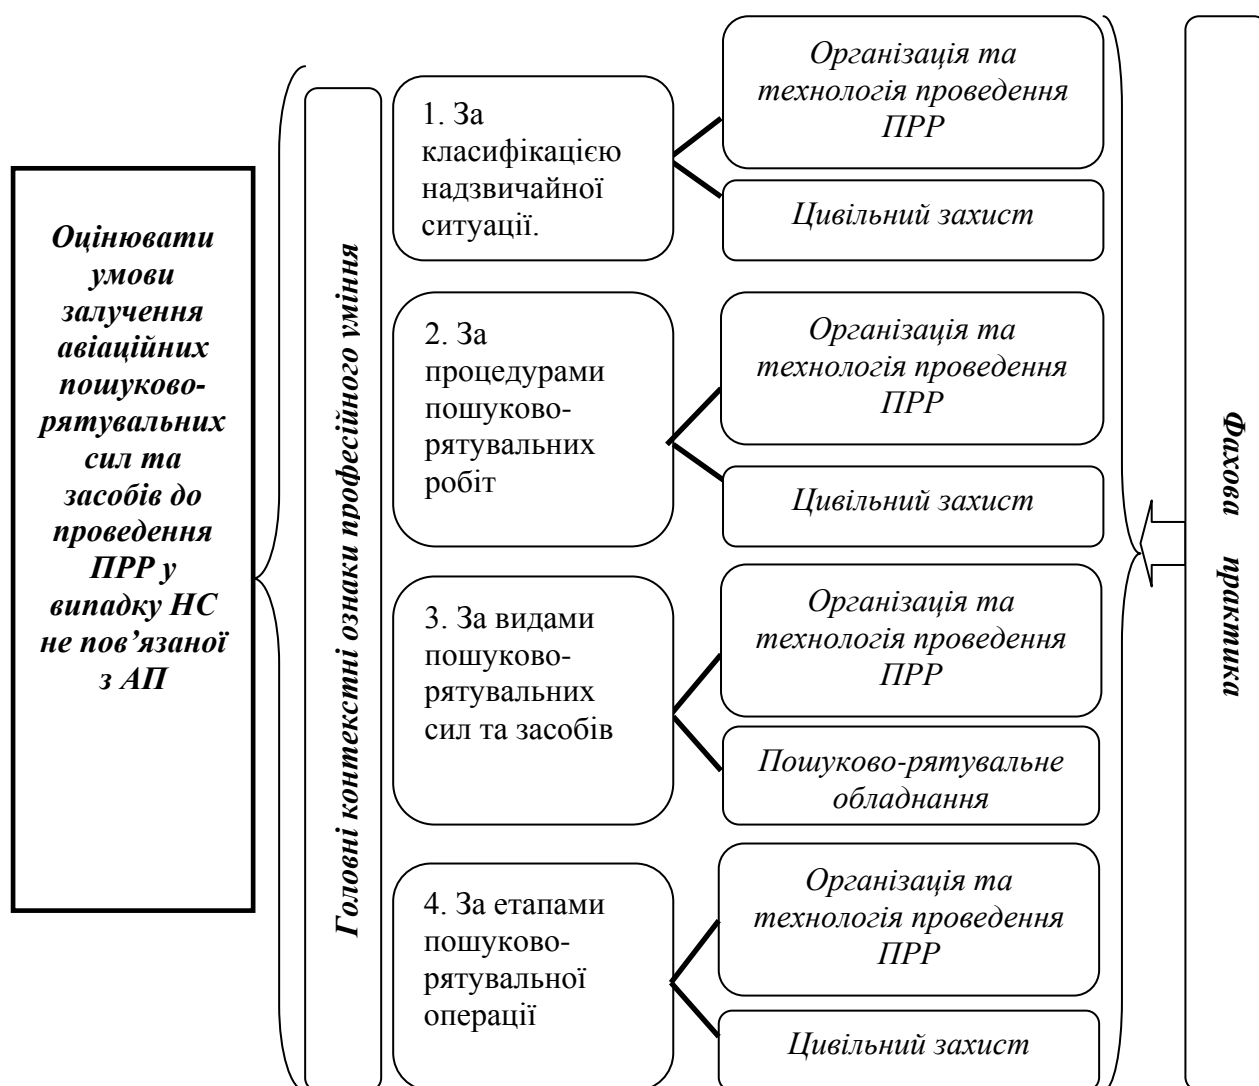 Оцінювати
умови
залучення
авіаційних
пошуково-
рятувальних
сил та
засобів до
проведення
ПРР у
випадку НС
не пов’язаної
з АП
Головні контекстні ознаки професійного уміння
1. За
класифікацією
надзвичайної
ситуації.
Організація та
технологія проведення
ПРР
Цивільний захист
2. За
процедурами
пошуково-
рятувальних
робіт
Організація та
технологія проведення
ПРР
Цивільний захист
3. За видами
пошуково-
рятувальних
сил та засобів
Організація та
технологія проведення
ПРР
Пошуково-рятувальне
обладнання
4. За етапами
пошуково-
рятувальної
операції
Організація та
технологія проведення
ПРР
Цивільний захист
Фахова практика